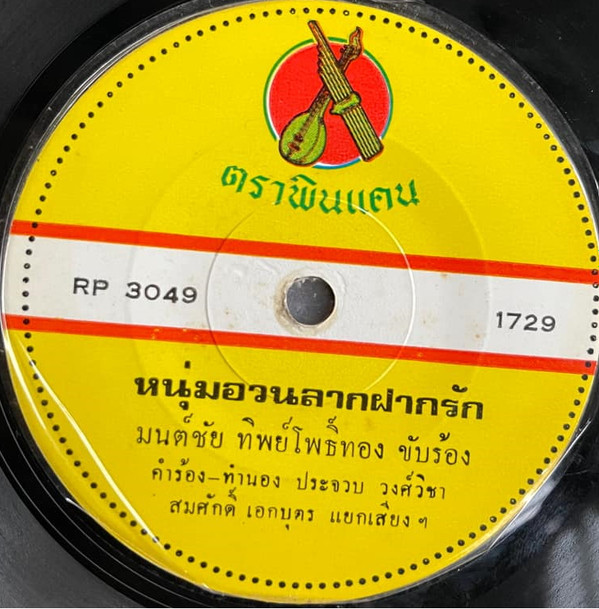 ตราพินแคน
RP 3049
1729
หนุ่มอวนลากฝากรัก
มนต์ชัย ทิพย์โพธิ์ทอง ขับร้อง
คำร้อง-ทำนอง ประจวบ วงศ์วิชา
สมศักดิ์ เอกบุตร แยกเสียง ฯ